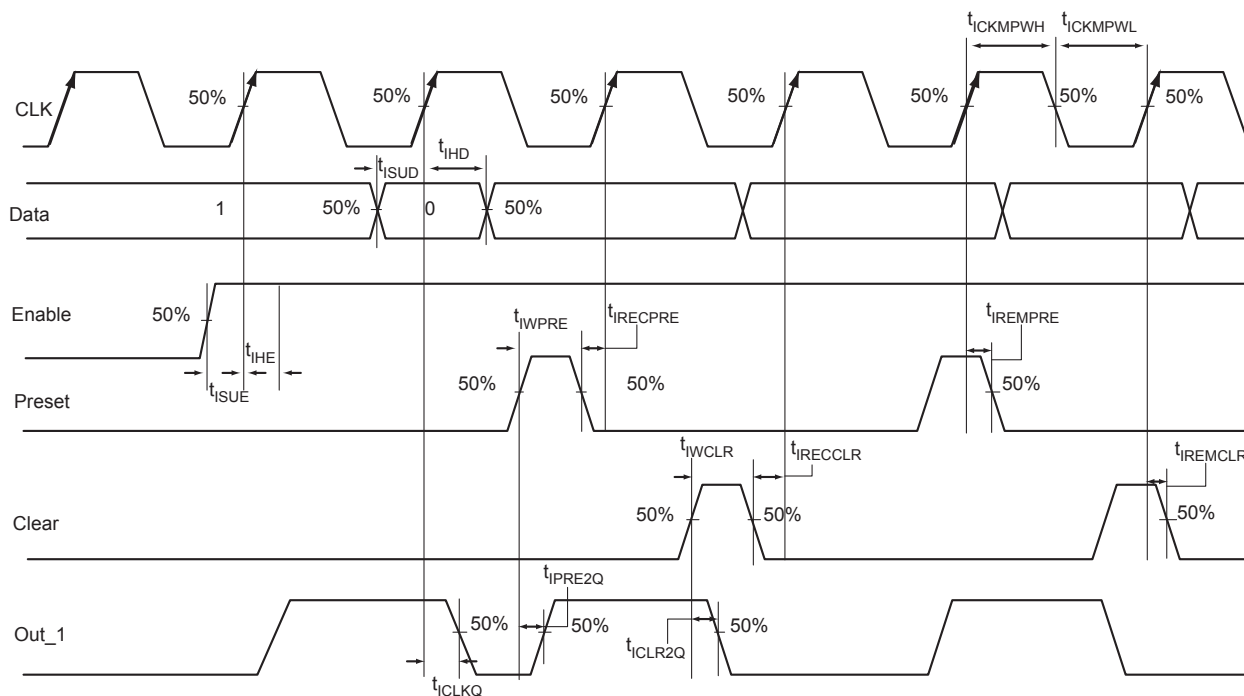 tICKMPWH tICKMPWL
CLK 50% 50% 50% 50% 50% 50% 50%
tISUD tIHD
Data 1 50% 0 50%
Enable 50% tISUE tIHE
tIWPRE tIRECPRE tIREMPRE
Preset 50% 50% 50%
tIWCLR tIRECCLR tIREMCLR
Clear 50% 50% 50%
tIPRE2Q
Out_1 50% 50% 50%
tICLKQ tICLR2Q